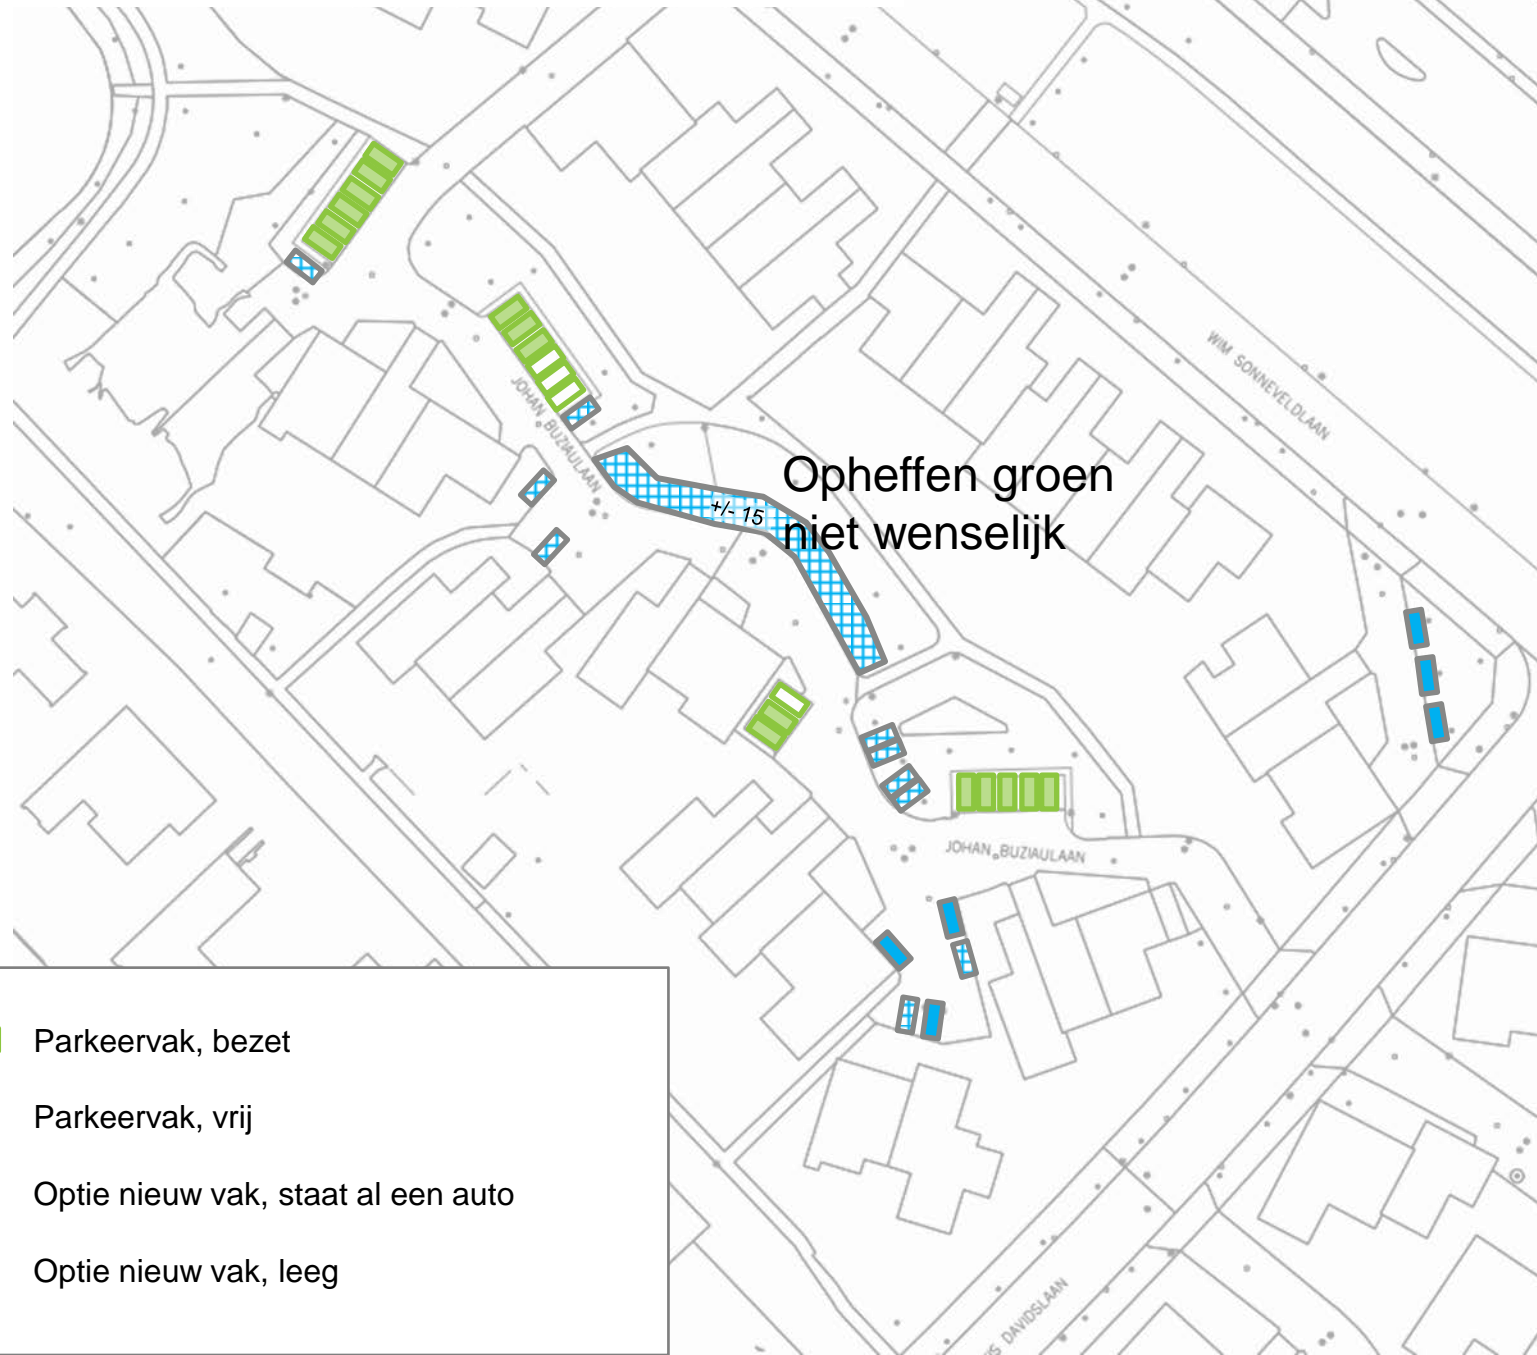 WIM SONNEVELDLAAN
JOHAN BUZIAULAAN
Opheffen groen
niet wenselijk
+/- 15
JOHAN BUZIAULAAN
Parkeervak, bezet
Parkeervak, vrij
Optie nieuw vak, staat al een auto
Optie nieuw vak, leeg
S DAVIDSLAAN